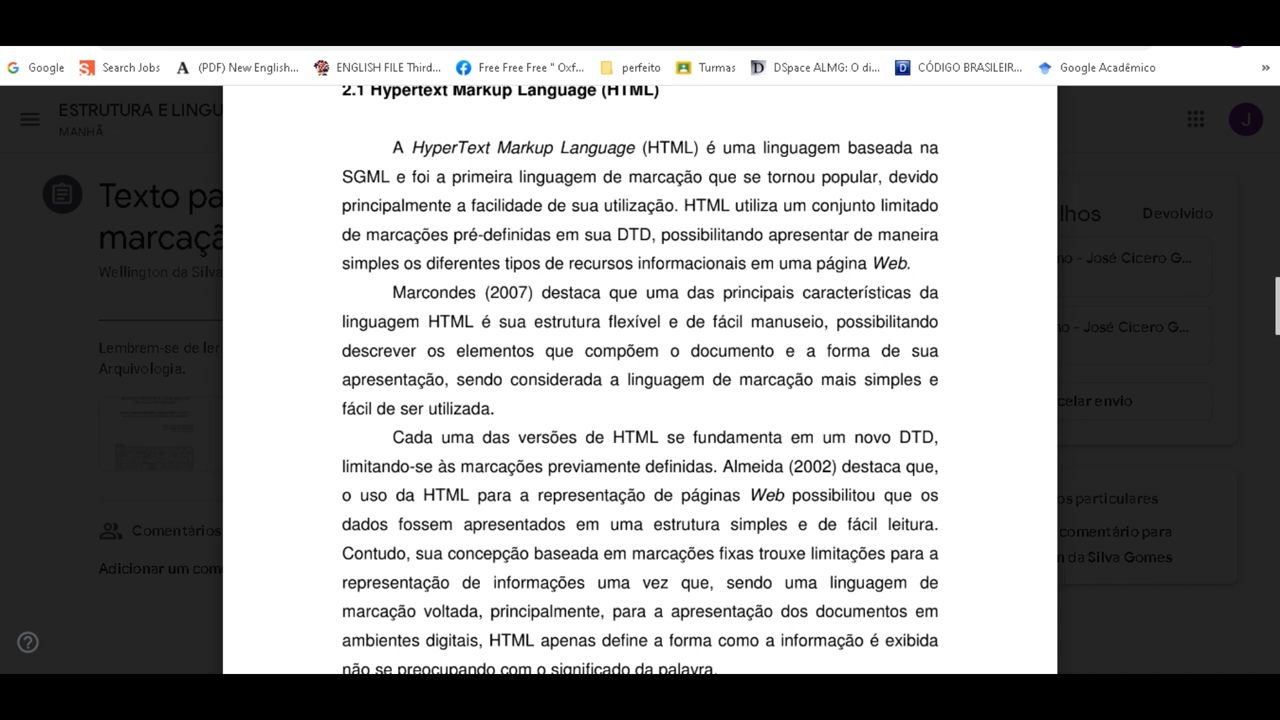 Google
Search Jobs
(PDF) New English...
ENGLISH FILE Third...
Free Free Free " Oxf...
perfeito
Turmas
DSpace ALMG: O di...
CÓDIGO BRASILEIR...
Google Acadêmico
»
ESTRUTURA E LINGU
MANHÃ
J
Texto pa
marcaçã
Wellington da Silva
Lembrem-se de ler
Arquivologia.
Comentários
Adicionar um com
2.1 Hypertext Markup Language (HTML)
A HyperText Markup Language (HTML) é uma linguagem baseada na
SGML e foi a primeira linguagem de marcação que se tornou popular, devido
principalmente a facilidade de sua utilização. HTML utiliza um conjunto limitado
de marcações pré-definidas em sua DTD, possibilitando apresentar de maneira
simples os diferentes tipos de recursos informacionais em uma página Web.
Marcondes (2007) destaca que uma das principais características da
linguagem HTML é sua estrutura flexível e de fácil manuseio, possibilitando
descrever os elementos que compõem o documento e a forma de sua
apresentação, sendo considerada a linguagem de marcação mais simples e
fácil de ser utilizada.
Cada uma das versões de HTML se fundamenta em um novo DTD,
limitando-se às marcações previamente definidas. Almeida (2002) destaca que,
o uso da HTML para a representação de páginas Web possibilitou que os
dados fossem apresentados em uma estrutura simples e de fácil leitura.
Contudo, sua concepção baseada em marcações fixas trouxe limitações para a
representação de informações uma vez que, sendo uma linguagem de
marcação voltada, principalmente, para a apresentação dos documentos em
ambientes digitais, HTML apenas define a forma como a informação é exibida
não se preocupando com o significado da palavra.
lhos
Devolvido
no - José Cícero G...
no - José Cícero G...
celar envio
os particulares
comentário para
n da Silva Gomes